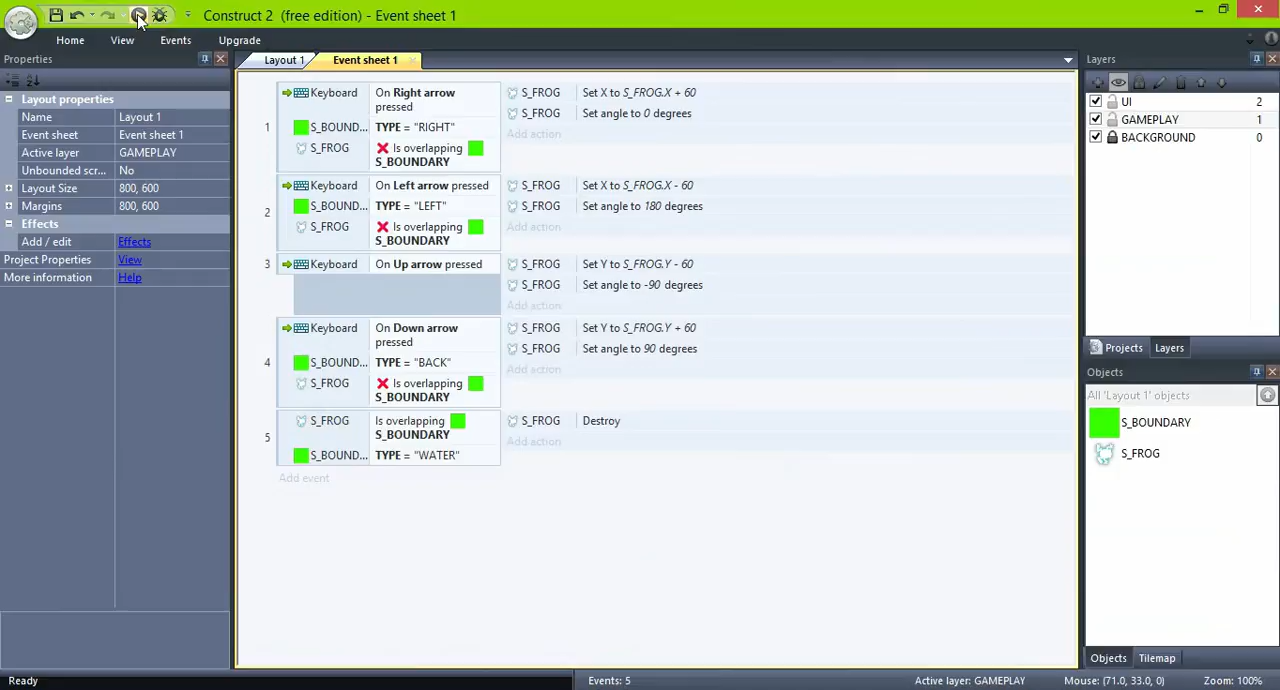 Construct 2 (free edition) - Event sheet 1
Home View Events Upgrade
Properties
Layout properties
Name Layout 1
Event sheet Event sheet 1
Active layer GAMEPLAY
Unbounded scr... No
Layout Size 800, 600
Margins 800, 600
Effects
Add / edit Effects
Project Properties View
More information Help
Layout 1 Event sheet 1
1 Keyboard On Right arrow pressed
S_BOUND... TYPE = "RIGHT"
S_FROG Is overlapping S_BOUNDARY
S_FROG Set X to S_FROG.X + 60
S_FROG Set angle to 0 degrees
Add action
2 Keyboard On Left arrow pressed
S_BOUND... TYPE = "LEFT"
S_FROG Is overlapping S_BOUNDARY
S_FROG Set X to S_FROG.X - 60
S_FROG Set angle to 180 degrees
Add action
3 Keyboard On Up arrow pressed
S_FROG Set Y to S_FROG.Y - 60
S_FROG Set angle to -90 degrees
Add action
4 Keyboard On Down arrow pressed
S_BOUND... TYPE = "BACK"
S_FROG Is overlapping S_BOUNDARY
S_FROG Set Y to S_FROG.Y + 60
S_FROG Set angle to 90 degrees
Add action
5 S_FROG Is overlapping S_BOUNDARY
S_BOUND... TYPE = "WATER"
S_FROG Destroy
Add action
Add event
Layers
UI 2
GAMEPLAY 1
BACKGROUND 0
Projects Layers
Objects
All 'Layout 1' objects
S_BOUNDARY
S_FROG
Objects Tilemap
Ready Events: 5 Active layer: GAMEPLAY Mouse: (71.0, 33.0, 0) Zoom: 100%